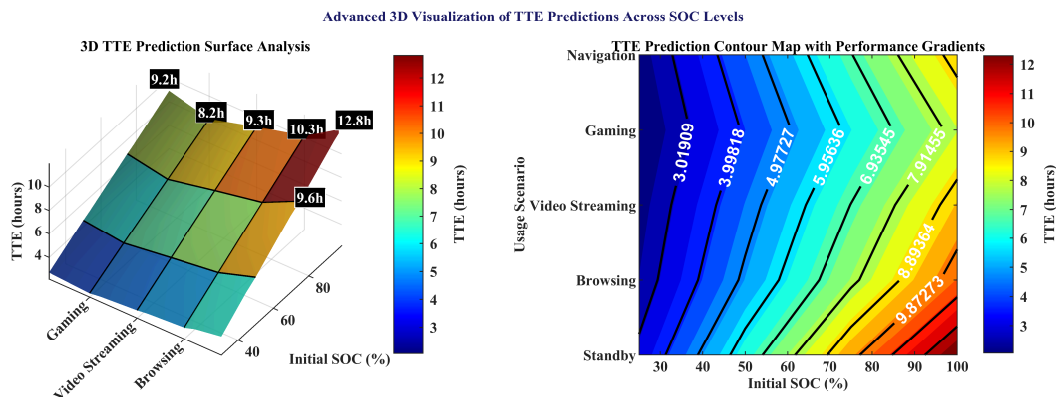 Advanced 3D Visualization of TTE Predictions Across SOC Levels
3D TTE Prediction Surface Analysis
9.2h
8.2h
9.3h
10.3h
12.8h
9.6h
TTE (hours)
10
8
6
4
Gaming
Video Streaming
Browsing
40
60
80
Initial SOC (%)
12
11
10
9
8
7
6
5
4
3
TTE (hours)
TTE Prediction Contour Map with Performance Gradients
Usage Scenario
Navigation
Gaming
Video Streaming
Browsing
Standby
3.01909
3.99818
4.97727
5.95636
6.93545
7.91455
8.89364
9.87273
30 40 50 60 70 80 90 100
Initial SOC (%)
12
11
10
9
8
7
6
5
4
3
TTE (hours)